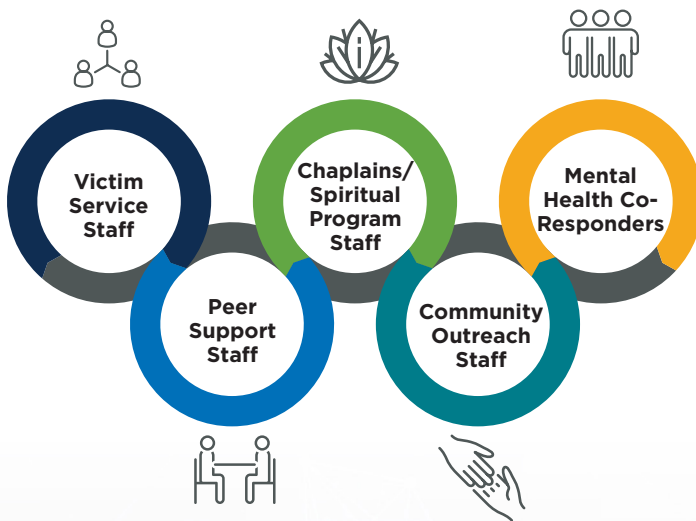 Victim
Service
Staff
Chaplains/
Spiritual
Program
Staff
Mental
Health Co-
Responders
Peer
Support
Staff
Community
Outreach
Staff